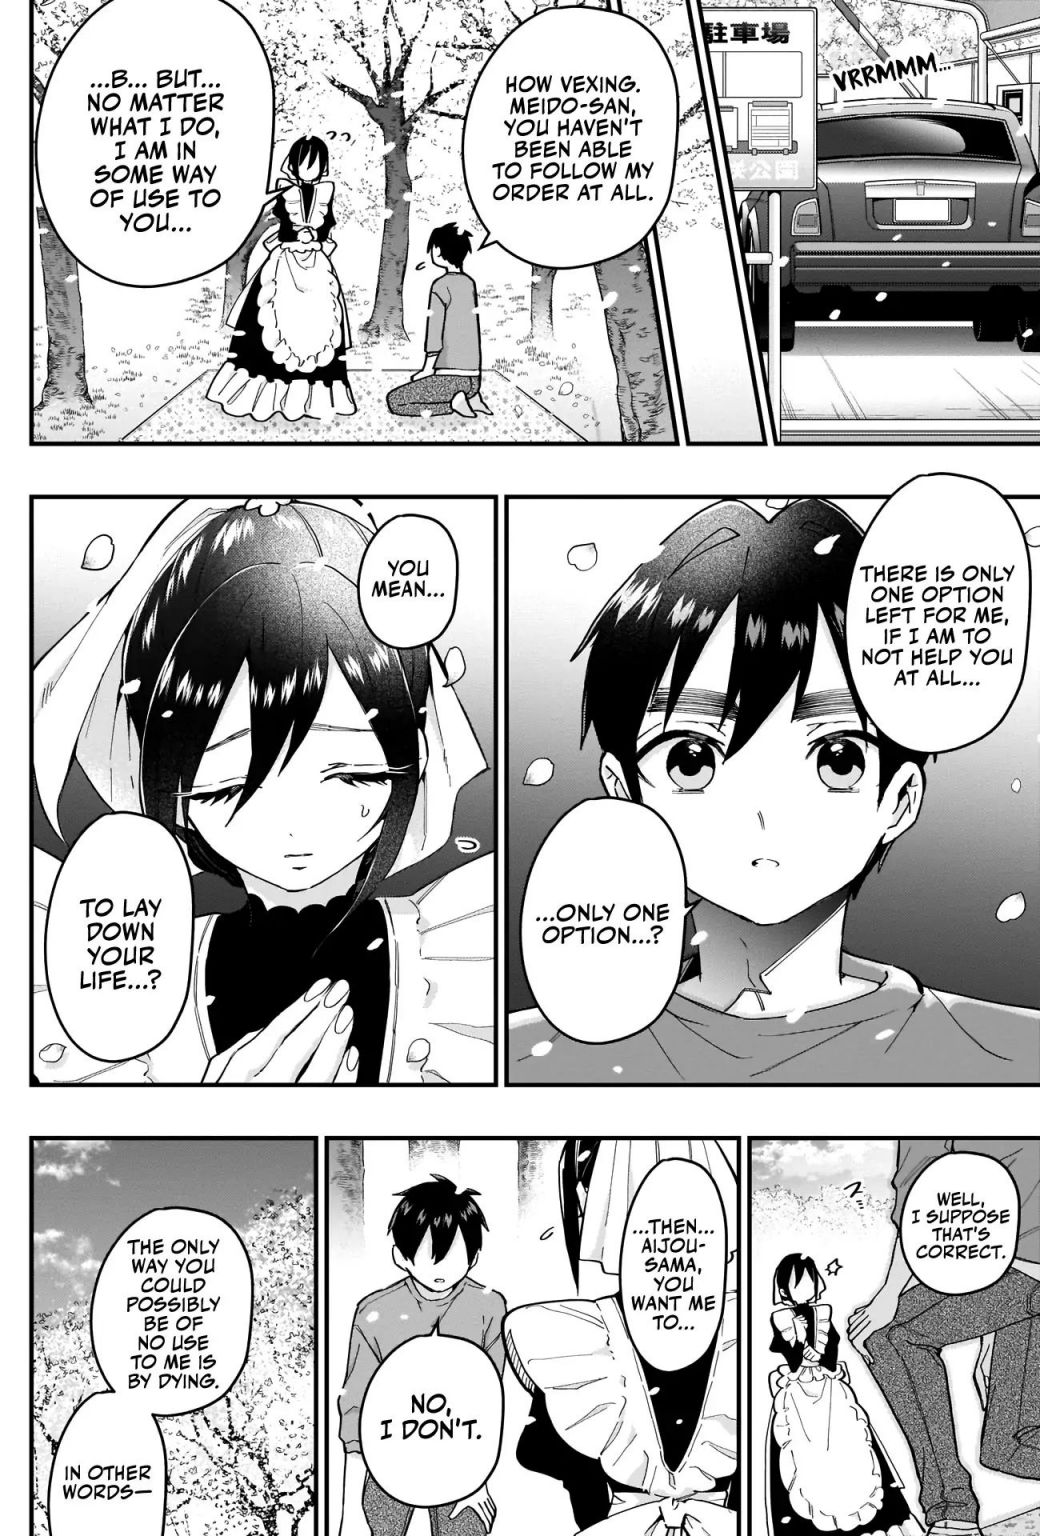 VRRMMM...
駐車場
公園
HOW VEXING.
MEIDO-SAN,
YOU HAVEN'T
BEEN ABLE
TO FOLLOW MY
ORDER AT ALL.
...B... BUT...
NO MATTER
WHAT I DO,
I AM IN
SOME WAY
OF USE TO
YOU...
THERE IS ONLY
ONE OPTION
LEFT FOR ME,
IF I AM TO
NOT HELP YOU
AT ALL...
...ONLY ONE
OPTION...?
YOU
MEAN...
TO LAY
DOWN
YOUR
LIFE...?
WELL,
I SUPPOSE
THAT'S
CORRECT.
...THEN...
AIJOU-
SAMA,
YOU
WANT ME
TO...
NO,
I DON'T.
THE ONLY
WAY YOU
COULD
POSSIBLY
BE OF
NO USE
TO ME IS
BY DYING.
IN OTHER
WORDS—